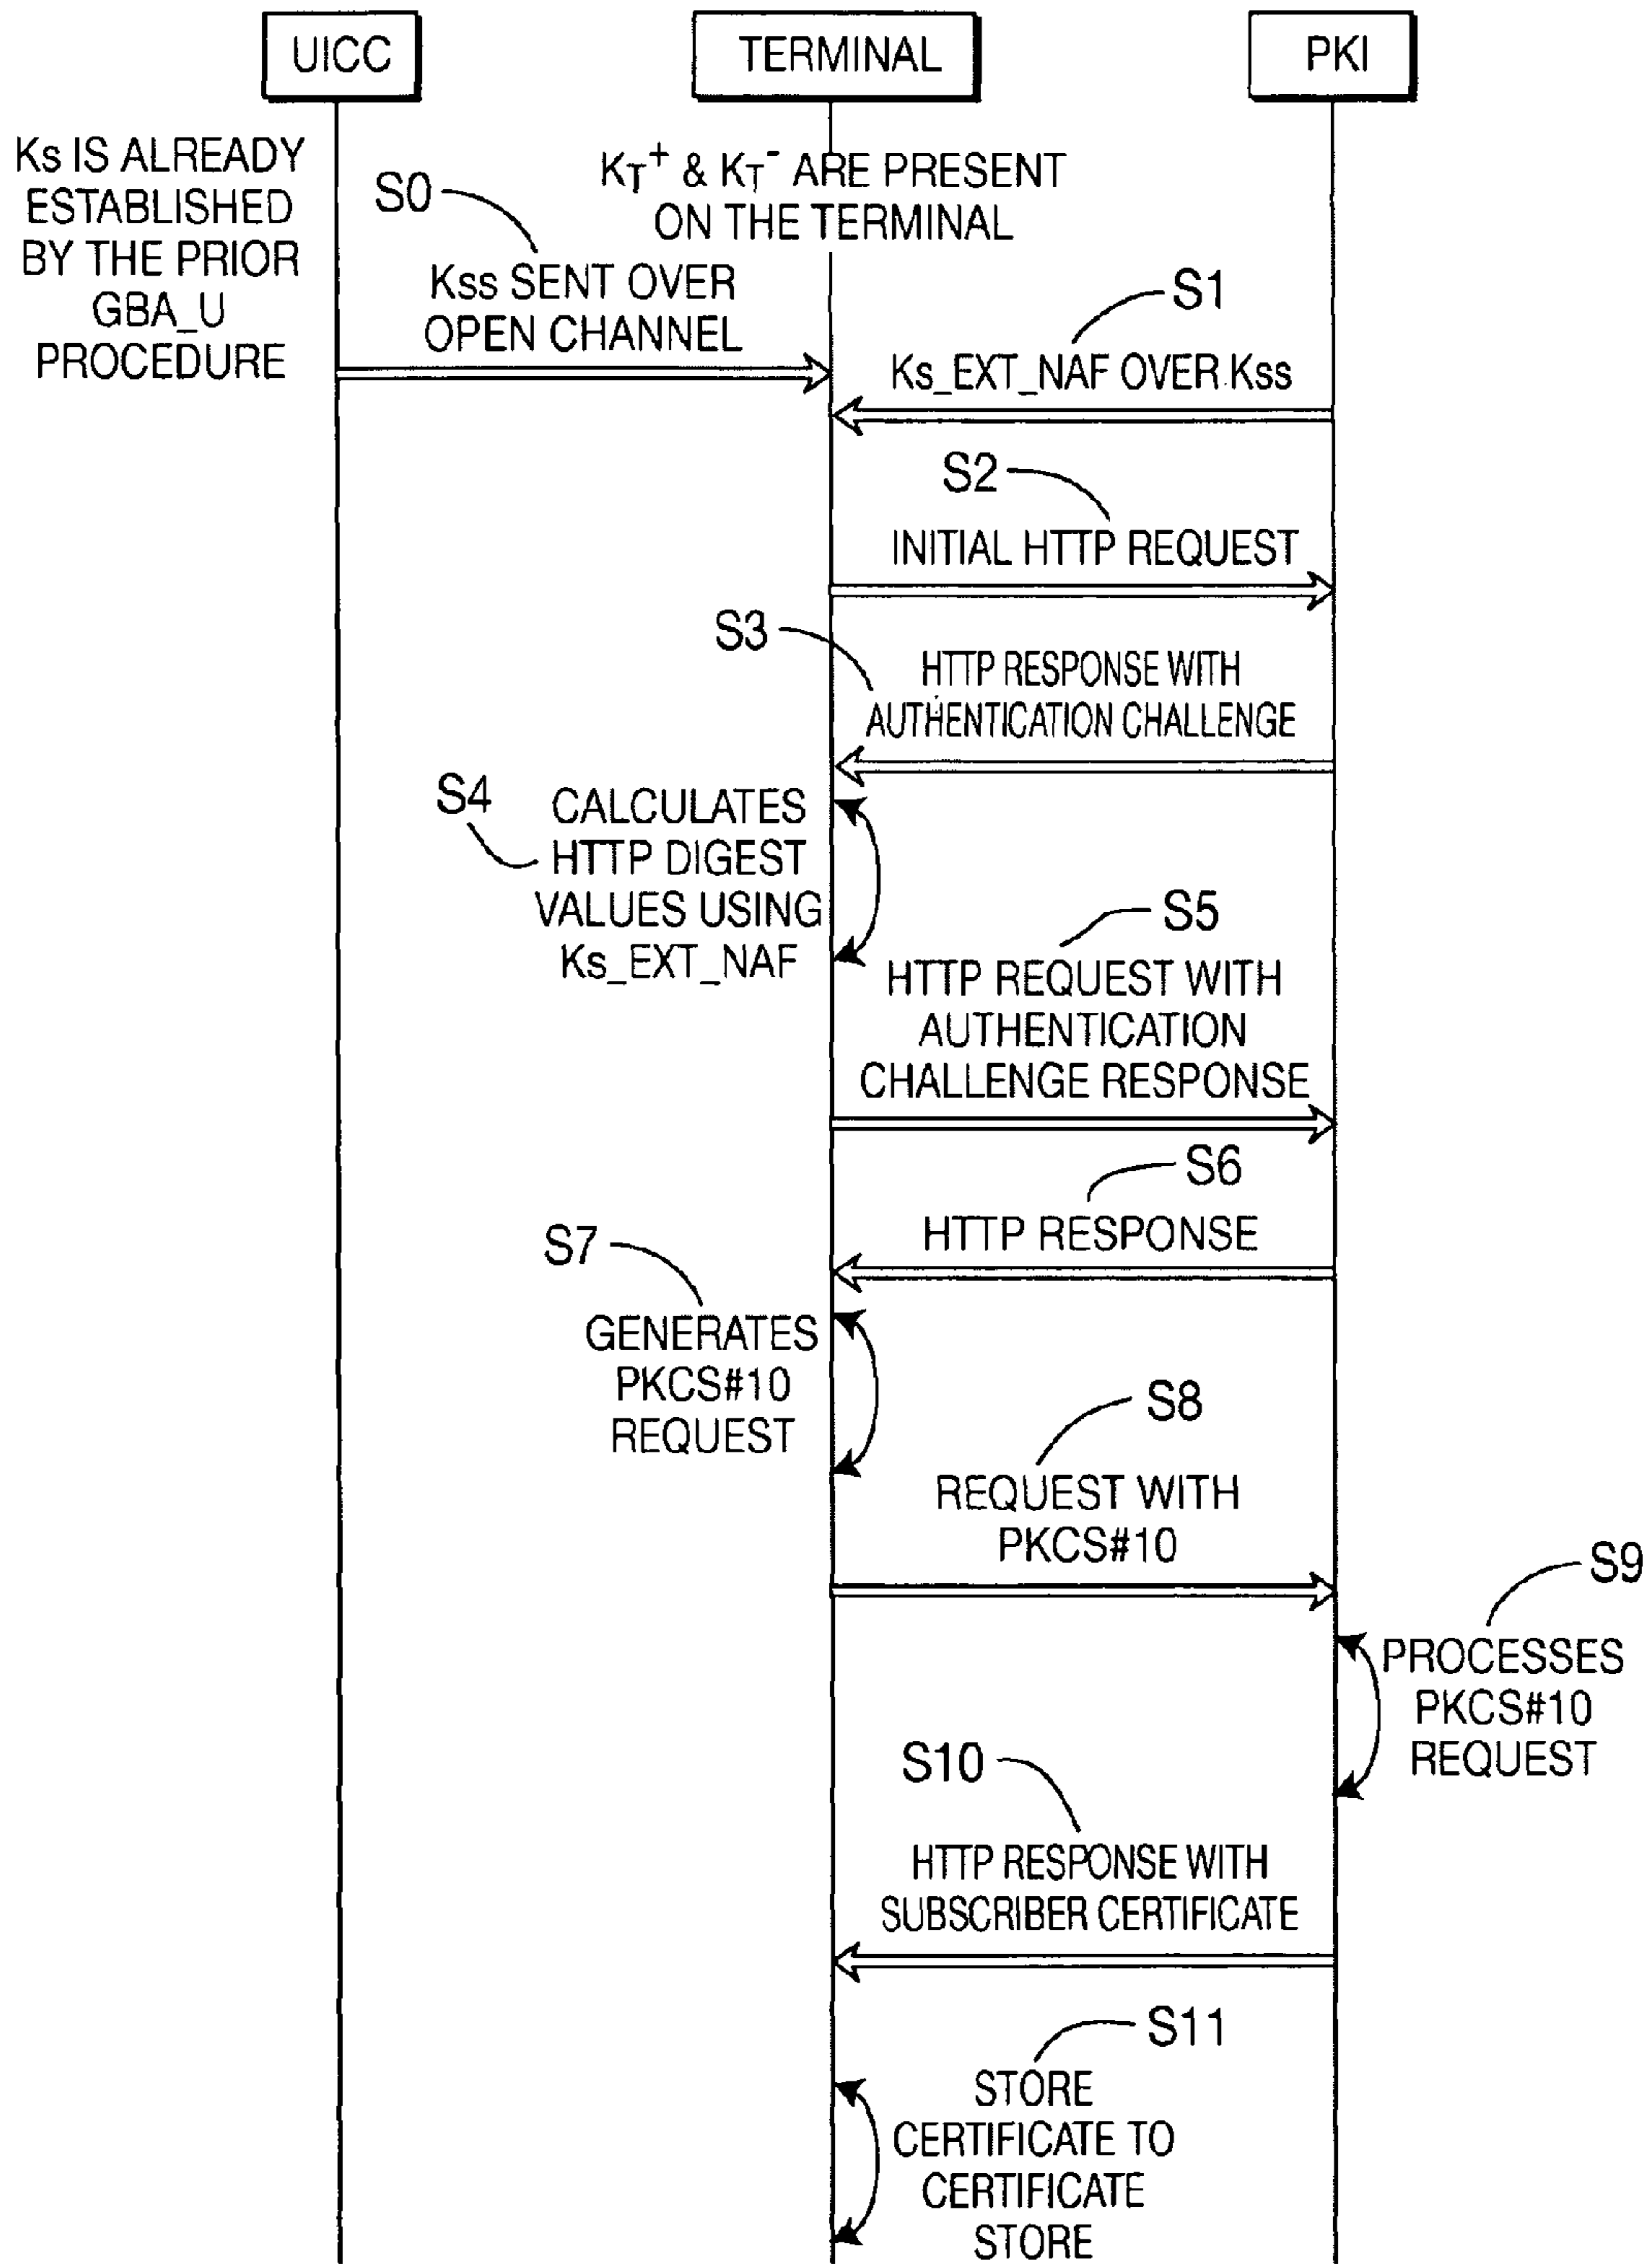 UICC
TERMINAL
PKI
Ks IS ALREADY
ESTABLISHED
BY THE PRIOR
GBA_U
PROCEDURE
S0
Kss SENT OVER
OPEN CHANNEL
KT+ & KT- ARE PRESENT
ON THE TERMINAL
S1
Ks_EXT_NAF OVER Kss
S2
INITIAL HTTP REQUEST
S3
HTTP RESPONSE WITH
AUTHENTICATION CHALLENGE
S4
CALCULATES
HTTP DIGEST
VALUES USING
Ks_EXT_NAF
S5
HTTP REQUEST WITH
AUTHENTICATION
CHALLENGE RESPONSE
S6
HTTP RESPONSE
S7
GENERATES
PKCS#10
REQUEST
S8
REQUEST WITH
PKCS#10
S9
PROCESSES
PKCS#10
REQUEST
S10
HTTP RESPONSE WITH
SUBSCRIBER CERTIFICATE
S11
STORE
CERTIFICATE TO
CERTIFICATE
STORE